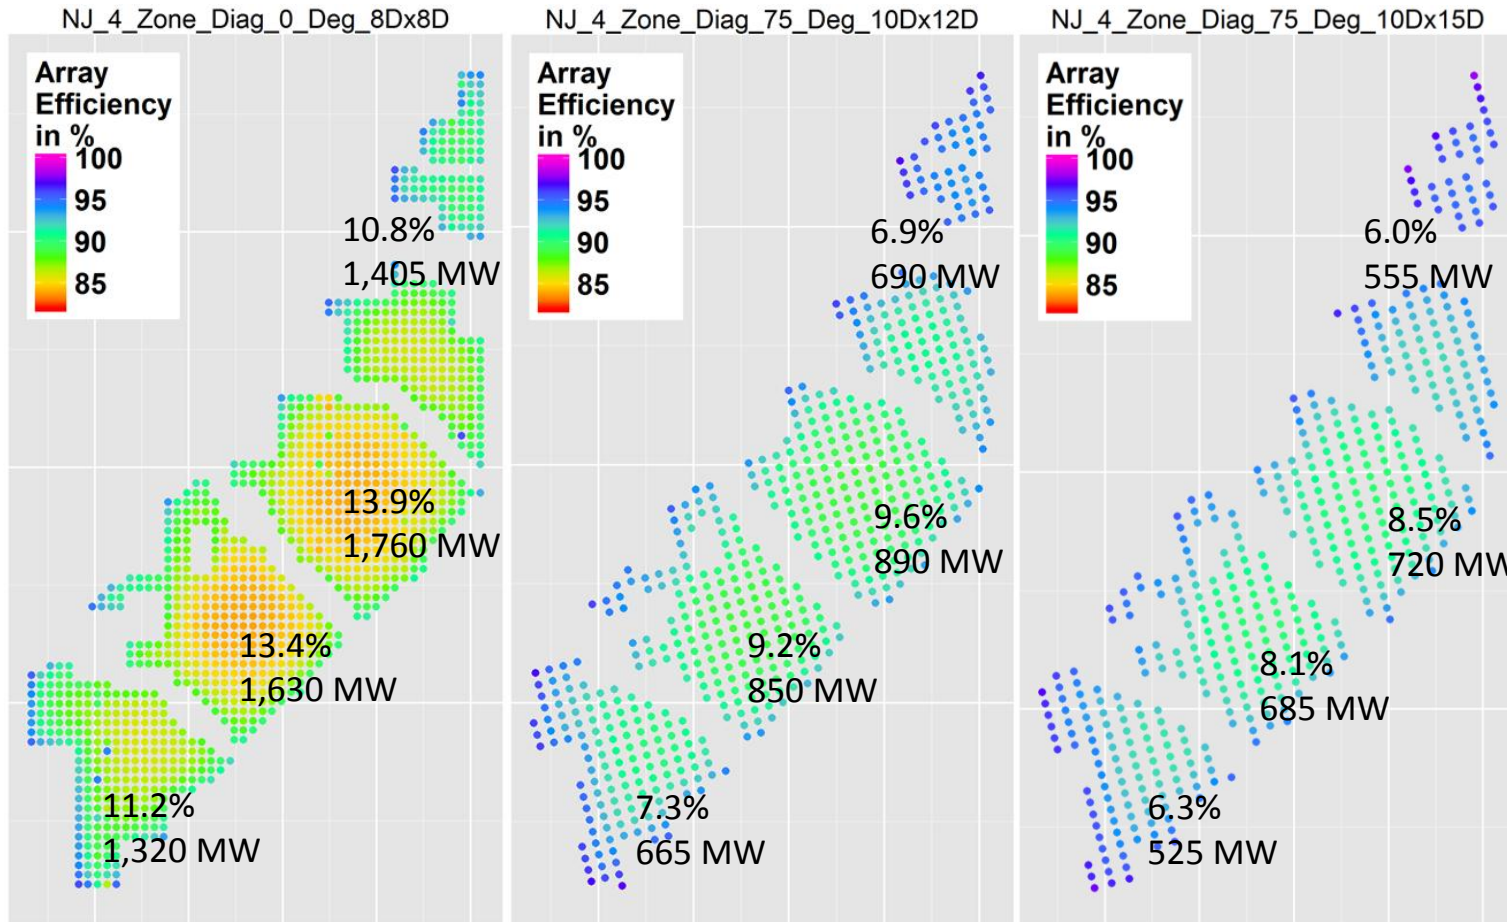 NJ_4_Zone_Diag_0_Deg_8Dx8D
Array
Efficiency
in %
100
95
90
85
10.8%
1,405 MW
13.9%
1,760 MW
13.4%
1,630 MW
11.2%
1,320 MW
NJ_4_Zone_Diag_75_Deg_10Dx12D
Array
Efficiency
in %
100
95
90
85
6.9%
690 MW
9.6%
890 MW
9.2%
850 MW
7.3%
665 MW
NJ_4_Zone_Diag_75_Deg_10Dx15D
Array
Efficiency
in %
100
95
90
85
6.0%
555 MW
8.5%
720 MW
8.1%
685 MW
6.3%
525 MW